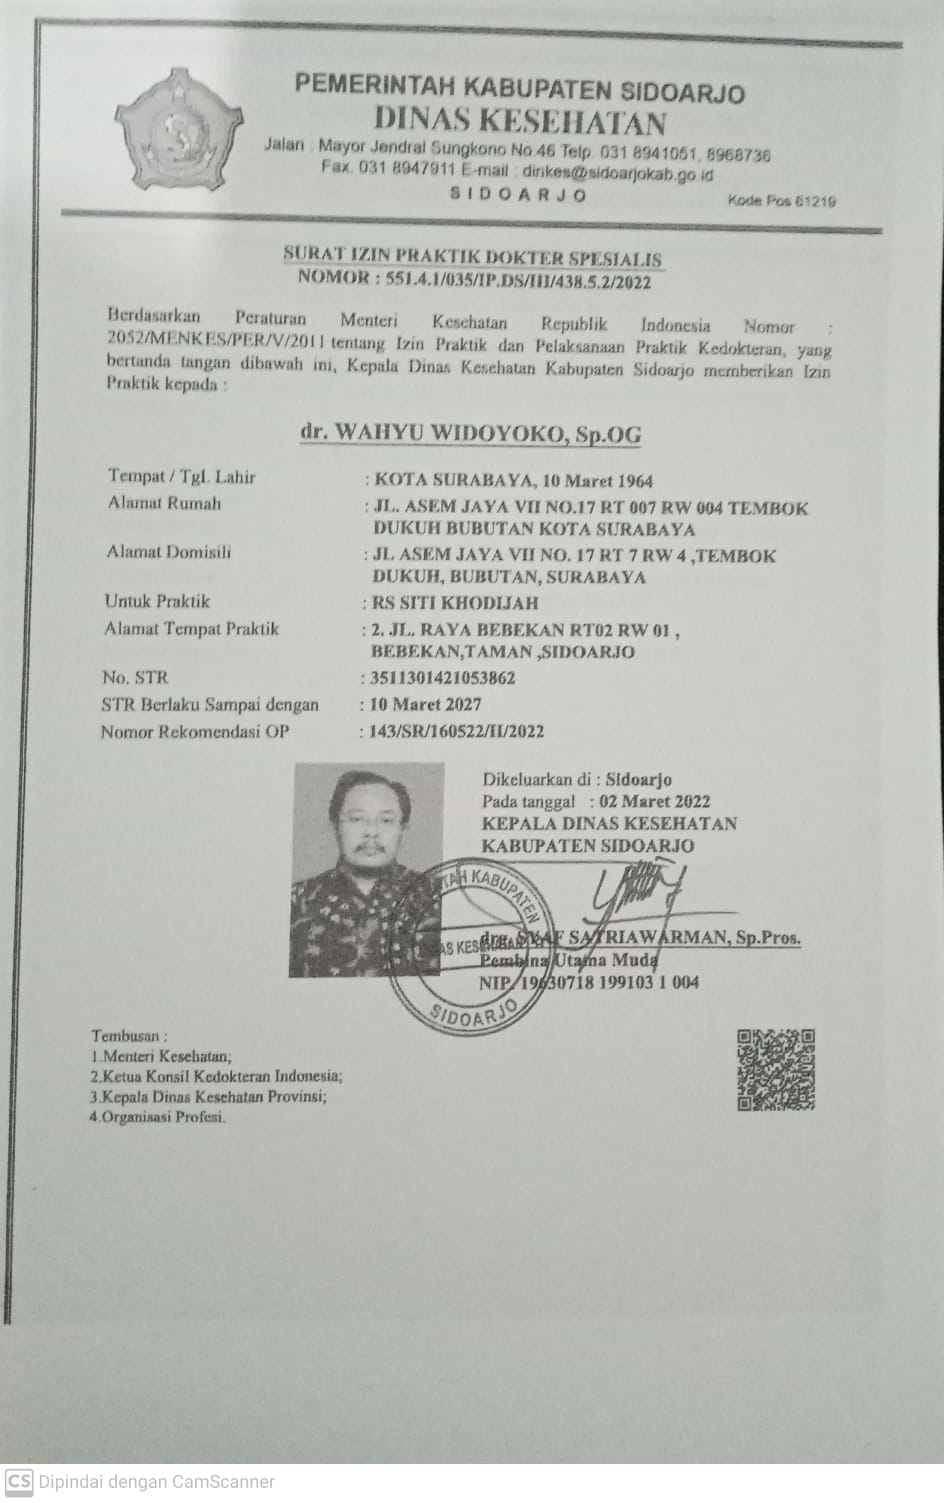 PEMERINTAH KABUPATEN SIDOARJO
DINAS KESEHATAN
Jalan : Mayor Jendral Sungkono No.46 Telp. 031 8941051, 8968736
Fax. 031 8947911 E-mail : dinkes@sidoarjokab.go.id
SIDOARJO
Kode Pos 61219
SURAT IZIN PRAKTIK DOKTER SPESIALIS
NOMOR : 551.4.1/035/IP.DS/III/438.5.2/2022
Berdasarkan Peraturan Menteri Kesehatan Republik Indonesia Nomor :
2052/MENKES/PER/V/2011 tentang Izin Praktik dan Pelaksanaan Praktik Kedokteran, yang
bertanda tangan dibawah ini, Kepala Dinas Kesehatan Kabupaten Sidoarjo memberikan Izin
Praktik kepada :
dr. WAHYU WIDOYOKO, Sp.OG
Tempat / Tgl. Lahir : KOTA SURABAYA, 10 Maret 1964
Alamat Rumah : JL. ASEM JAYA VII NO.17 RT 007 RW 004 TEMBOK
DUKUH BUBUTAN KOTA SURABAYA
Alamat Domisili : JL ASEM JAYA VII NO. 17 RT 7 RW 4 ,TEMBOK
DUKUH, BUBUTAN, SURABAYA
Untuk Praktik : RS SITI KHODIJAH
Alamat Tempat Praktik : 2. JL. RAYA BEBEKAN RT02 RW 01 ,
BEBEKAN,TAMAN ,SIDOARJO
No. STR : 3511301421053862
STR Berlaku Sampai dengan : 10 Maret 2027
Nomor Rekomendasi OP : 143/SR/160522/II/2022
Dikeluarkan di : Sidoarjo
Pada tanggal : 02 Maret 2022
KEPALA DINAS KESEHATAN
KABUPATEN SIDOARJO
drg. SYAF SATRIAWARMAN, Sp.Pros.
Pembina Utama Muda
NIP. 19630718 199103 1 004
KABUPATEN
SIDOARJO
Tembusan :
1.Menteri Kesehatan;
2.Ketua Konsil Kedokteran Indonesia;
3.Kepala Dinas Kesehatan Provinsi;
4.Organisasi Profesi.
CS Dipindai dengan CamScanner